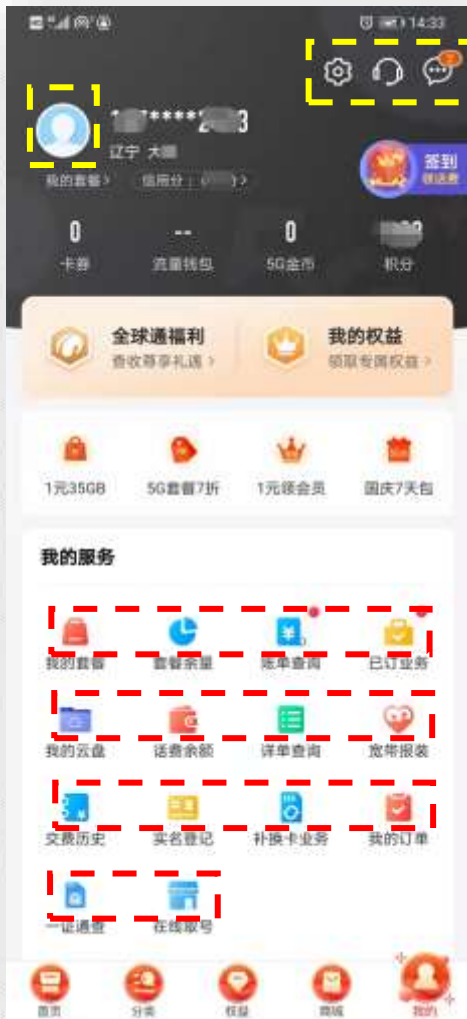 14:33
辽宁 大
签到
领话费
我的套餐>
信用分：
0 -- 0
卡券 流量钱包 5G金币 积分
全球通福利 我的权益
查收尊享礼遇> 领取专属权益>
1元35GB 5G套餐7折 1元领会员 国庆7天包
我的服务
我的套餐 套餐余量 账单查询 已订业务
我的云盘 话费余额 详单查询 宽带报装
交费历史 实名登记 补换卡业务 我的订单
一证通查 在线取号
首页 分类 权益 商城 我的